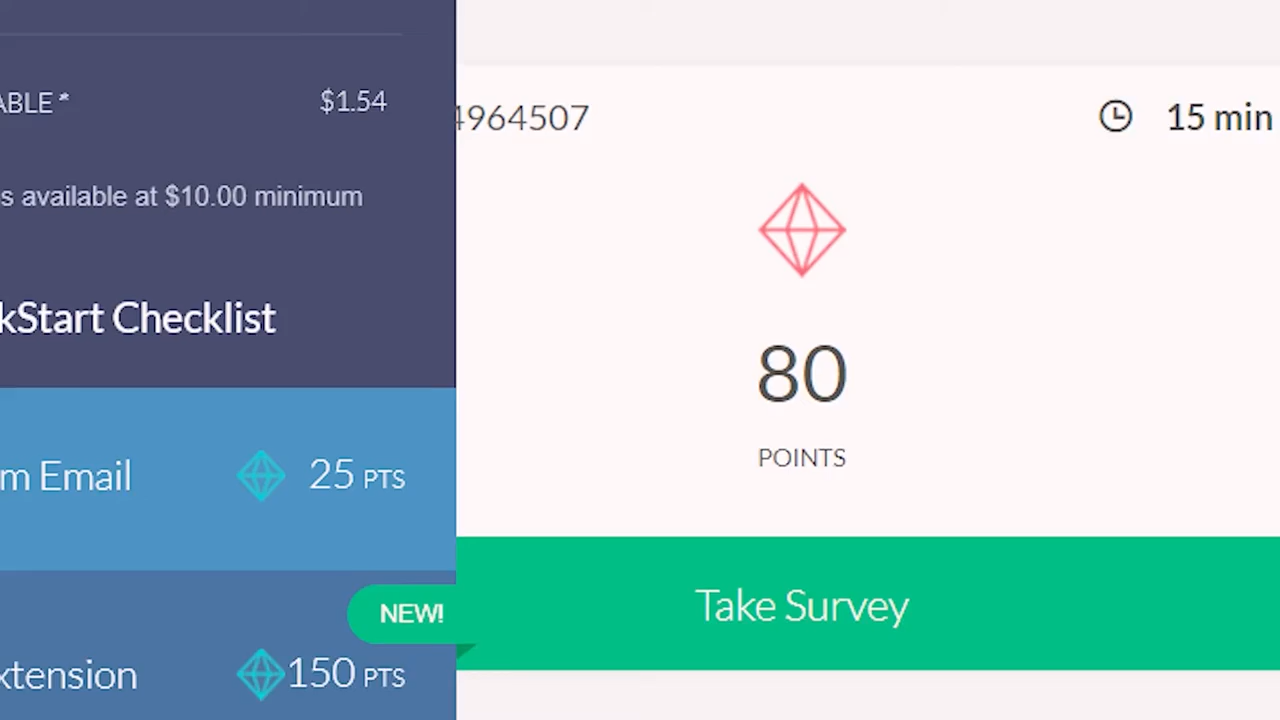 ABLE *
$1.54
s available at $10.00 minimum
kStart Checklist
m Email
25 PTS
NEW!
xtension
150 PTS
4964507
15 min
80
POINTS
Take Survey